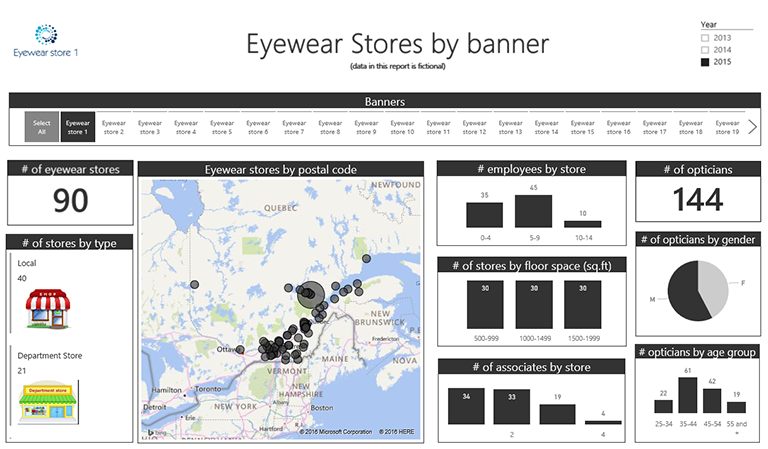 Eyewear store 1
Eyewear Stores by banner
(data in this report is fictional)
Year
2013
2014
2015
Banners
Select All
Eyewear store 1
Eyewear store 2
Eyewear store 3
Eyewear store 4
Eyewear store 5
Eyewear store 6
Eyewear store 7
Eyewear store 8
Eyewear store 9
Eyewear store 10
Eyewear store 11
Eyewear store 12
Eyewear store 13
Eyewear store 14
Eyewear store 15
Eyewear store 16
Eyewear store 17
Eyewear store 18
Eyewear store 19
# of eyewear stores
90
# of stores by type
Local
40
SHOP
Department Store
21
Department store
Eyewear stores by postal code
NEWFOUND
QUEBEC
NEW
BRUNSWICK
Fredericton
P.E
NOVA
MAINE
Ottawa
VERMONT
NEW
HAMPSHIRE
Hamilton
Toronto
Detroit
Erie
NEW YORK
Albany
Boston
Hartford
bing
© 2016 Microsoft Corporation
© 2016 HERE
# employees by store
35
45
10
0-4
5-9
10-14
# of stores by floor space (sq.ft)
30
30
30
500-999
1000-1499
1500-1999
# of associates by store
34
33
19
4
2
4
# of opticians
144
# of opticians by gender
M
F
# opticians by age group
22
61
42
19
25-34
35-44
45-54
55 and
+